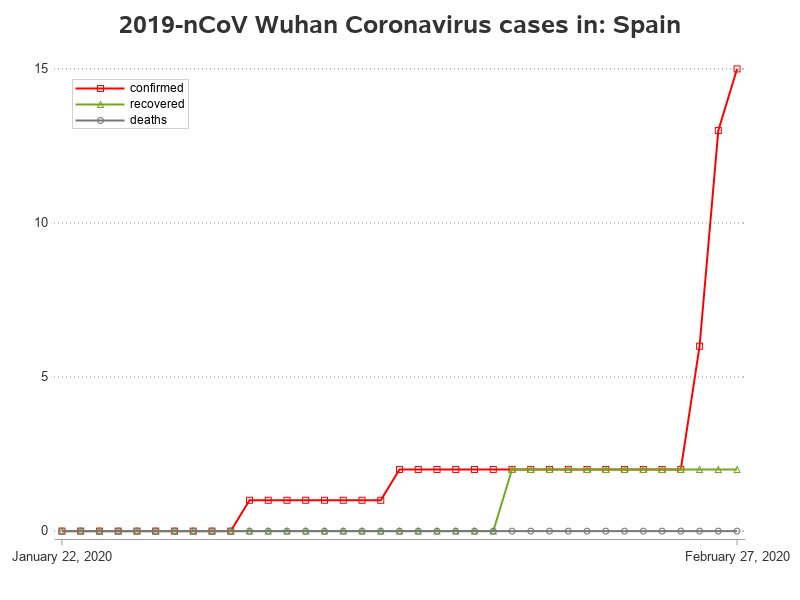 2019-nCoV Wuhan Coronavirus cases in: Spain
15
confirmed
recovered
deaths
10
5
0
January 22, 2020
February 27, 2020